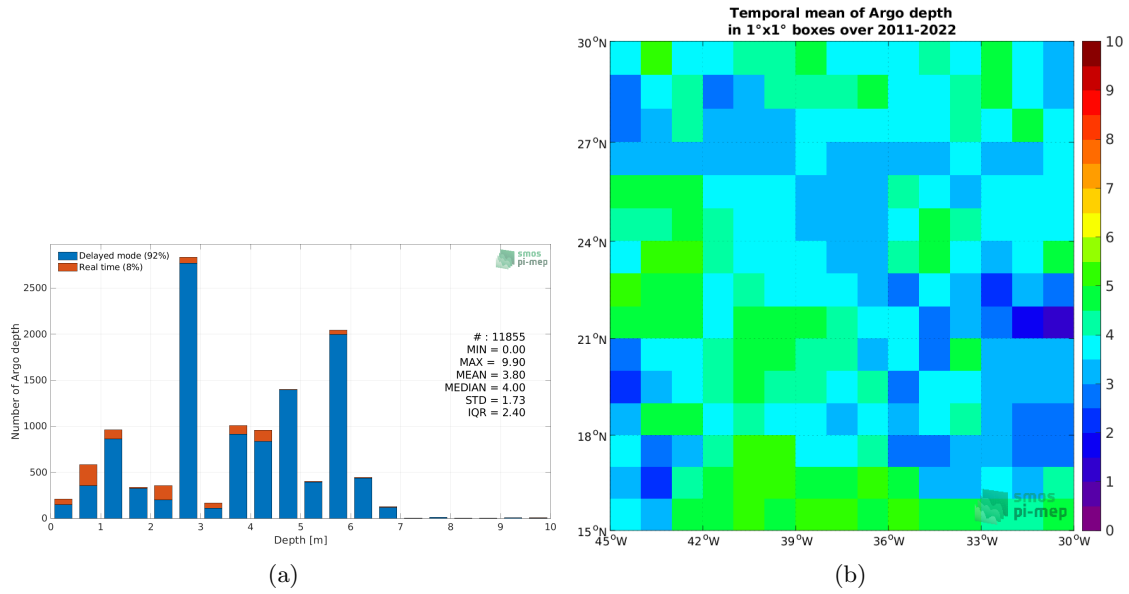 Delayed mode (92%)
Real time (8%)
smos
pi-mep
# : 11855
MIN = 0.00
MAX = 9.90
MEAN = 3.80
MEDIAN = 4.00
STD = 1.73
IQR = 2.40
Number of Argo depth
2500
2000
1500
1000
500
0
0 1 2 3 4 5 6 7 8 9 10
Depth [m]
(a)
Temporal mean of Argo depth
in 1°x1° boxes over 2011-2022
30°N
27°N
24°N
21°N
18°N
15°N
45°W 42°W 39°W 36°W 33°W 30°W
10
9
8
7
6
5
4
3
2
1
0
smos
pi-mep
(b)